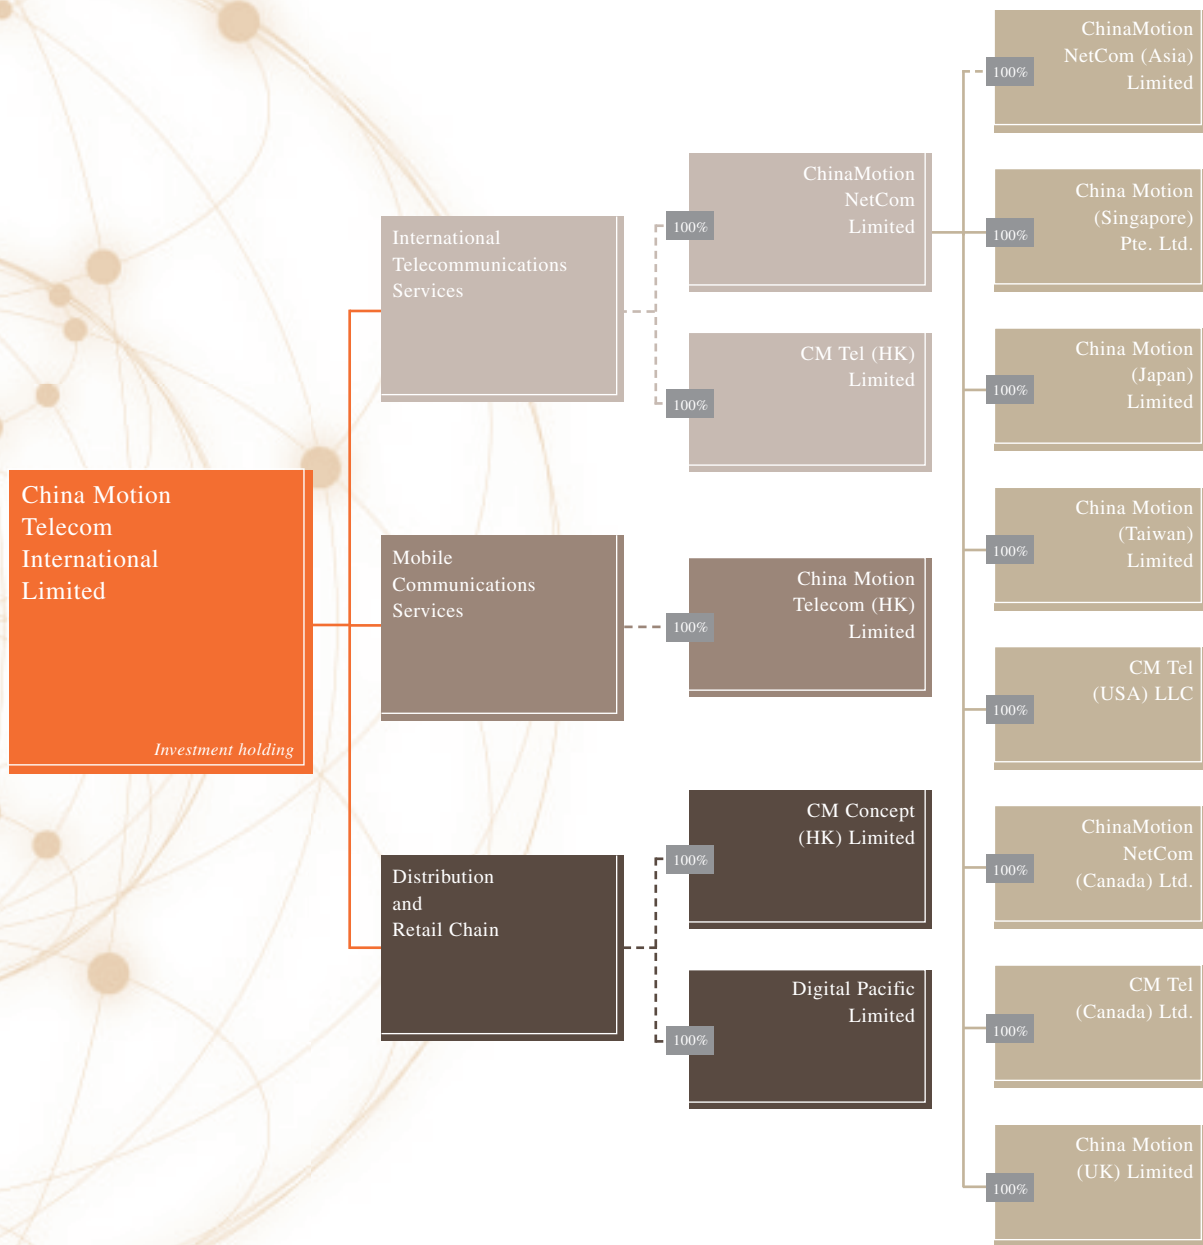 China Motion
Telecom
International
Limited
Investment holding
International
Telecommunications
Services
Mobile
Communications
Services
Distribution
and
Retail Chain
100%
ChinaMotion
NetCom
Limited
100%
CM Tel (HK)
Limited
100%
China Motion
Telecom (HK)
Limited
100%
CM Concept
(HK) Limited
100%
Digital Pacific
Limited
100%
ChinaMotion
NetCom (Asia)
Limited
100%
China Motion
(Singapore)
Pte. Ltd.
100%
China Motion
(Japan)
Limited
100%
China Motion
(Taiwan)
Limited
100%
CM Tel
(USA) LLC
100%
ChinaMotion
NetCom
(Canada) Ltd.
100%
CM Tel
(Canada) Ltd.
100%
China Motion
(UK) Limited